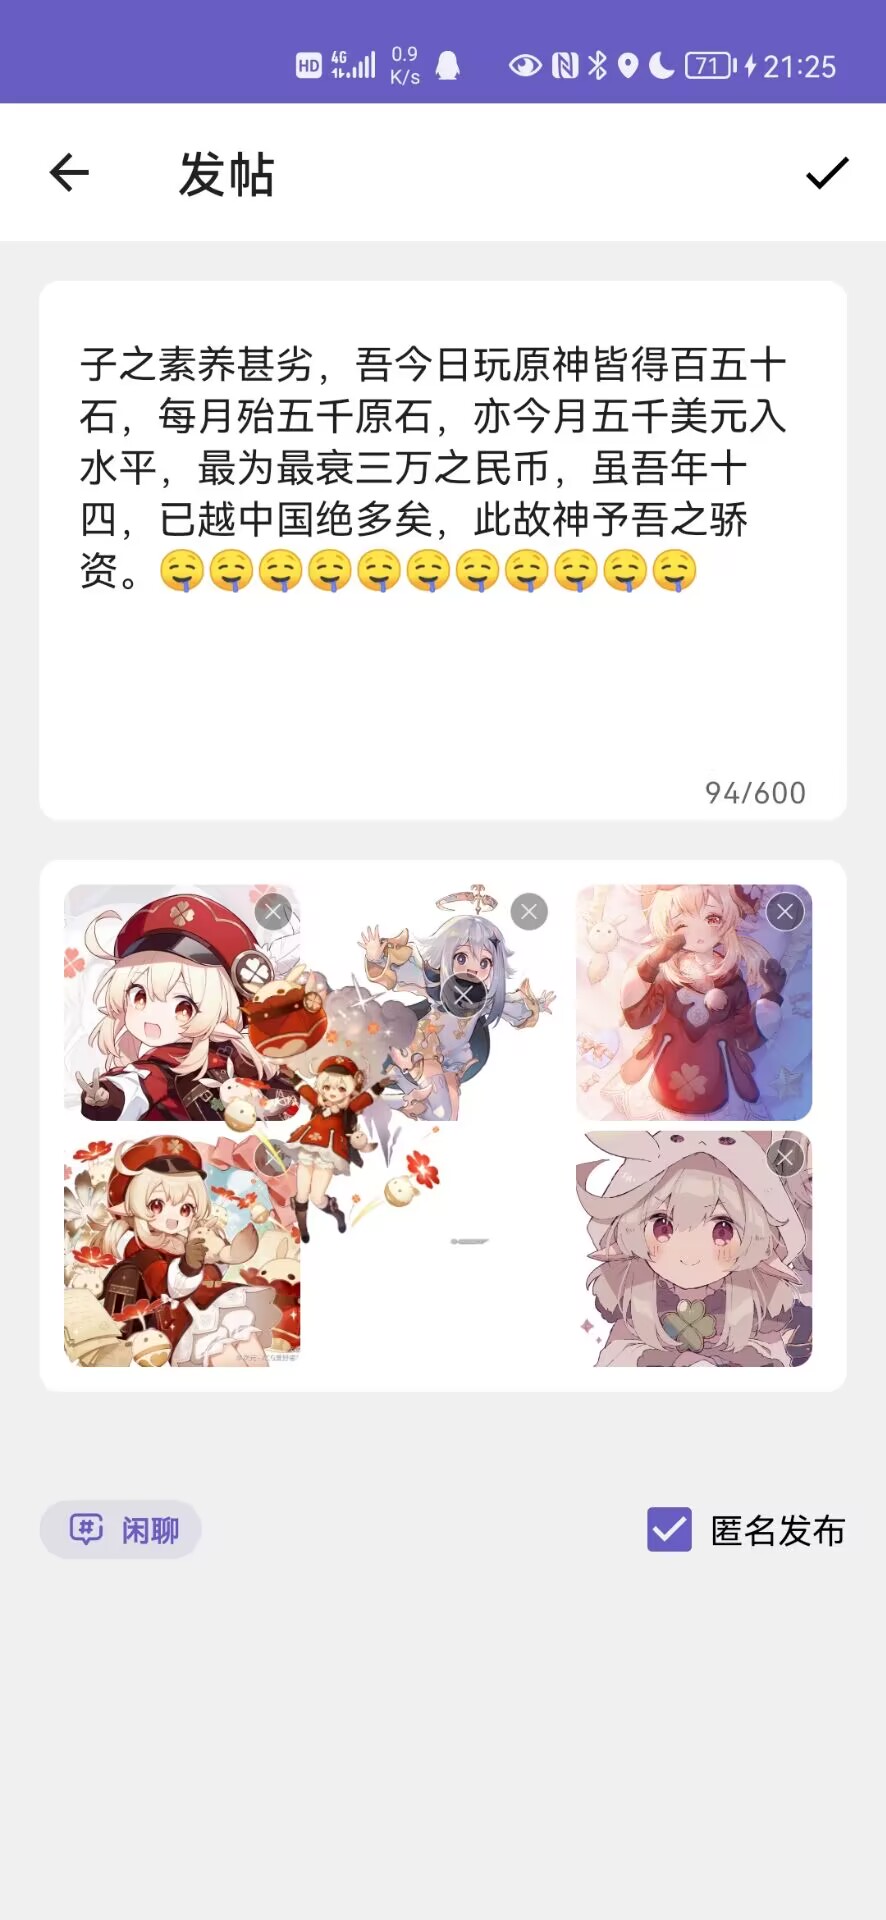 HD 4G 0.9 K/s 71 21:25
发帖
子之素养甚劣，吾今日玩原神皆得百五十
石，每月殆五千原石，亦今月五千美元入
水平，最为最衰三万之民币，虽吾年十
四，已越中国绝多矣，此故神予吾之骄
资。🤤🤤🤤🤤🤤🤤🤤🤤🤤🤤🤤
94/600
# 闲聊
匿名发布